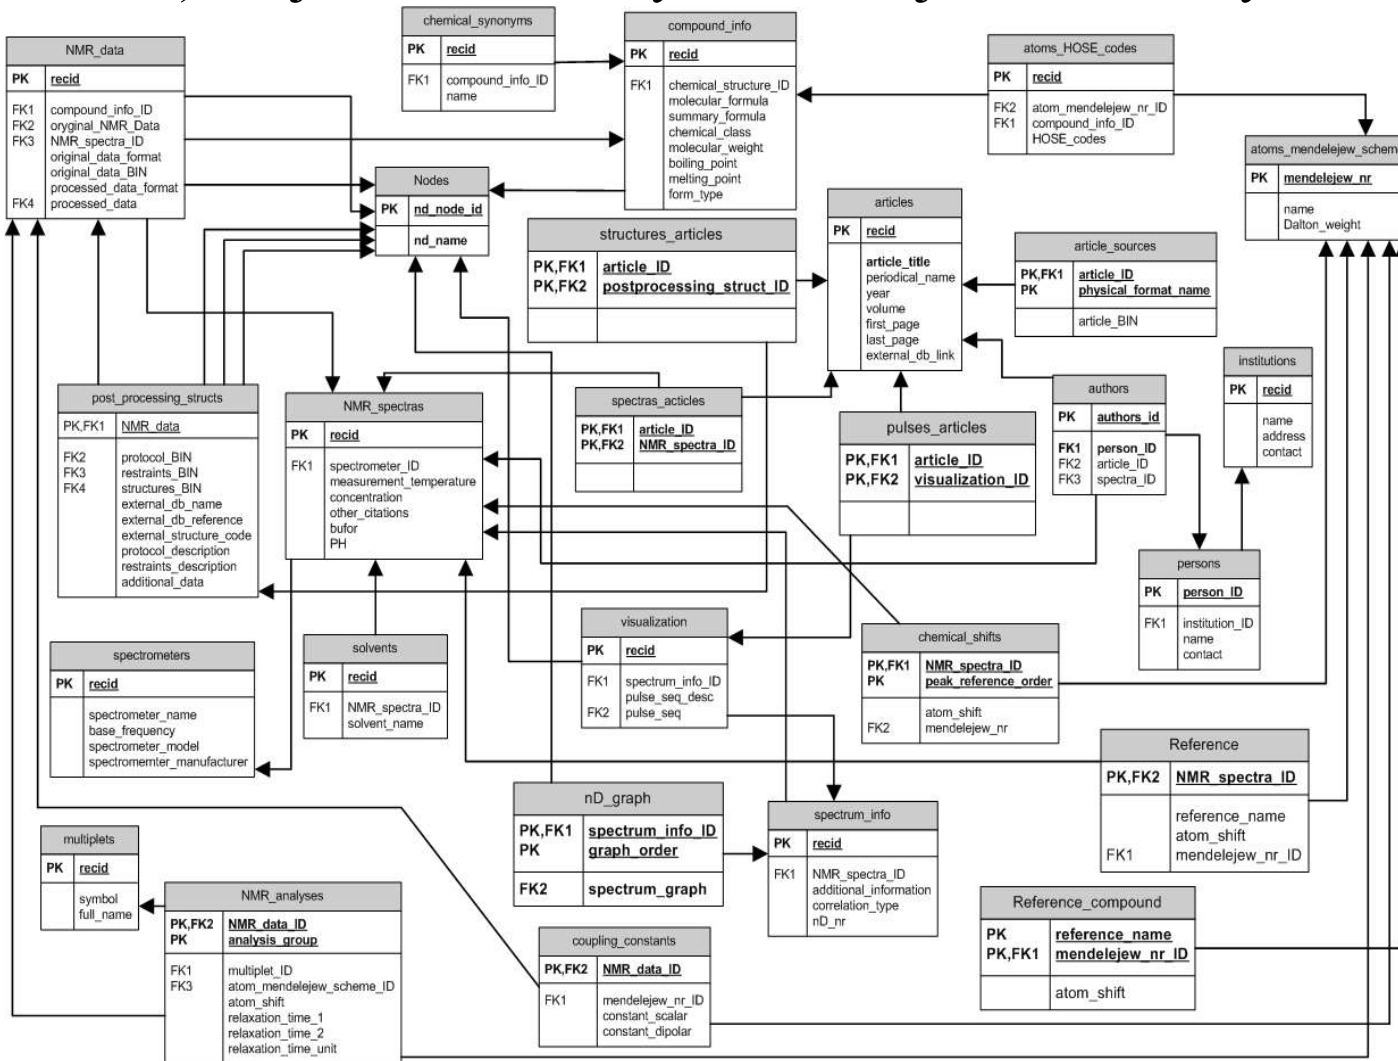 NMR_data
PK recid
FK1 compound_info_ID
FK2 oryginal_NMR_Data
FK3 NMR_spectra_ID
original_data_format
original_data_BIN
processed_data_format
FK4 processed_data
chemical_synonyms
PK recid
FK1 compound_info_ID
name
compound_info
PK recid
FK1 chemical_structure_ID
molecular_formula
summary_formula
chemical_class
molecular_weight
boiling_point
melting_point
form_type
atoms_HOSE_codes
PK recid
FK2 atom_mendelejew_nr_ID
FK1 compound_info_ID
HOSE_codes
atoms_mendelejew_scheme
PK mendelejew_nr
name
Dalton_weight
Nodes
PK nd_node_id
nd_name
structures_articles
PK,FK1 article_ID
PK,FK2 postprocessing_struct_ID
articles
PK recid
article_title
periodical_name
year
volume
first_page
last_page
external_db_link
article_sources
PK,FK1 article_ID
PK physical_format_name
article_BIN
institutions
PK recid
name
address
contact
post_processing_structs
PK,FK1 NMR_data
FK2 protocol_BIN
FK3 restraints_BIN
FK4 structures_BIN
external_db_name
external_db_reference
external_structure_code
protocol_description
restraints_description
additional_data
NMR_spectras
PK recid
FK1 spectrometer_ID
measurement_temperature
concentration
other_citations
bufor
PH
spectras_acticles
PK,FK1 article_ID
PK,FK2 NMR_spectra_ID
pulses_articles
PK,FK1 article_ID
PK,FK2 visualization_ID
authors
PK authors_id
FK1 person_ID
FK2 article_ID
FK3 spectra_ID
persons
PK person_ID
FK1 institution_ID
name
contact
spectrometers
PK recid
spectrometer_name
base_frequency
spectrometer_model
spectromernter_manufacturer
solvents
PK recid
FK1 NMR_spectra_ID
solvent_name
visualization
PK recid
FK1 spectrum_info_ID
pulse_seq_desc
FK2 pulse_seq
chemical_shifts
PK,FK1 NMR_spectra_ID
PK peak_reference_order
atom_shift
FK2 mendelejew_nr
Reference
PK,FK2 NMR_spectra_ID
reference_name
atom_shift
FK1 mendelejew_nr_ID
nD_graph
PK,FK1 spectrum_info_ID
PK graph_order
FK2 spectrum_graph
spectrum_info
PK recid
FK1 NMR_spectra_ID
additional_information
correlation_type
nD_nr
multiplets
PK recid
symbol
full_name
NMR_analyses
PK,FK2 NMR_data_ID
PK analysis_group
FK1 multiplet_ID
FK3 atom_mendelejew_scheme_ID
atom_shift
relaxation_time_1
relaxation_time_2
relaxation_time_unit
coupling_constants
PK,FK2 NMR_data_ID
FK1 mendelejew_nr_ID
constant_scalar
constant_dipolar
Reference_compound
PK reference_name
PK,FK1 mendelejew_nr_ID
atom_shift